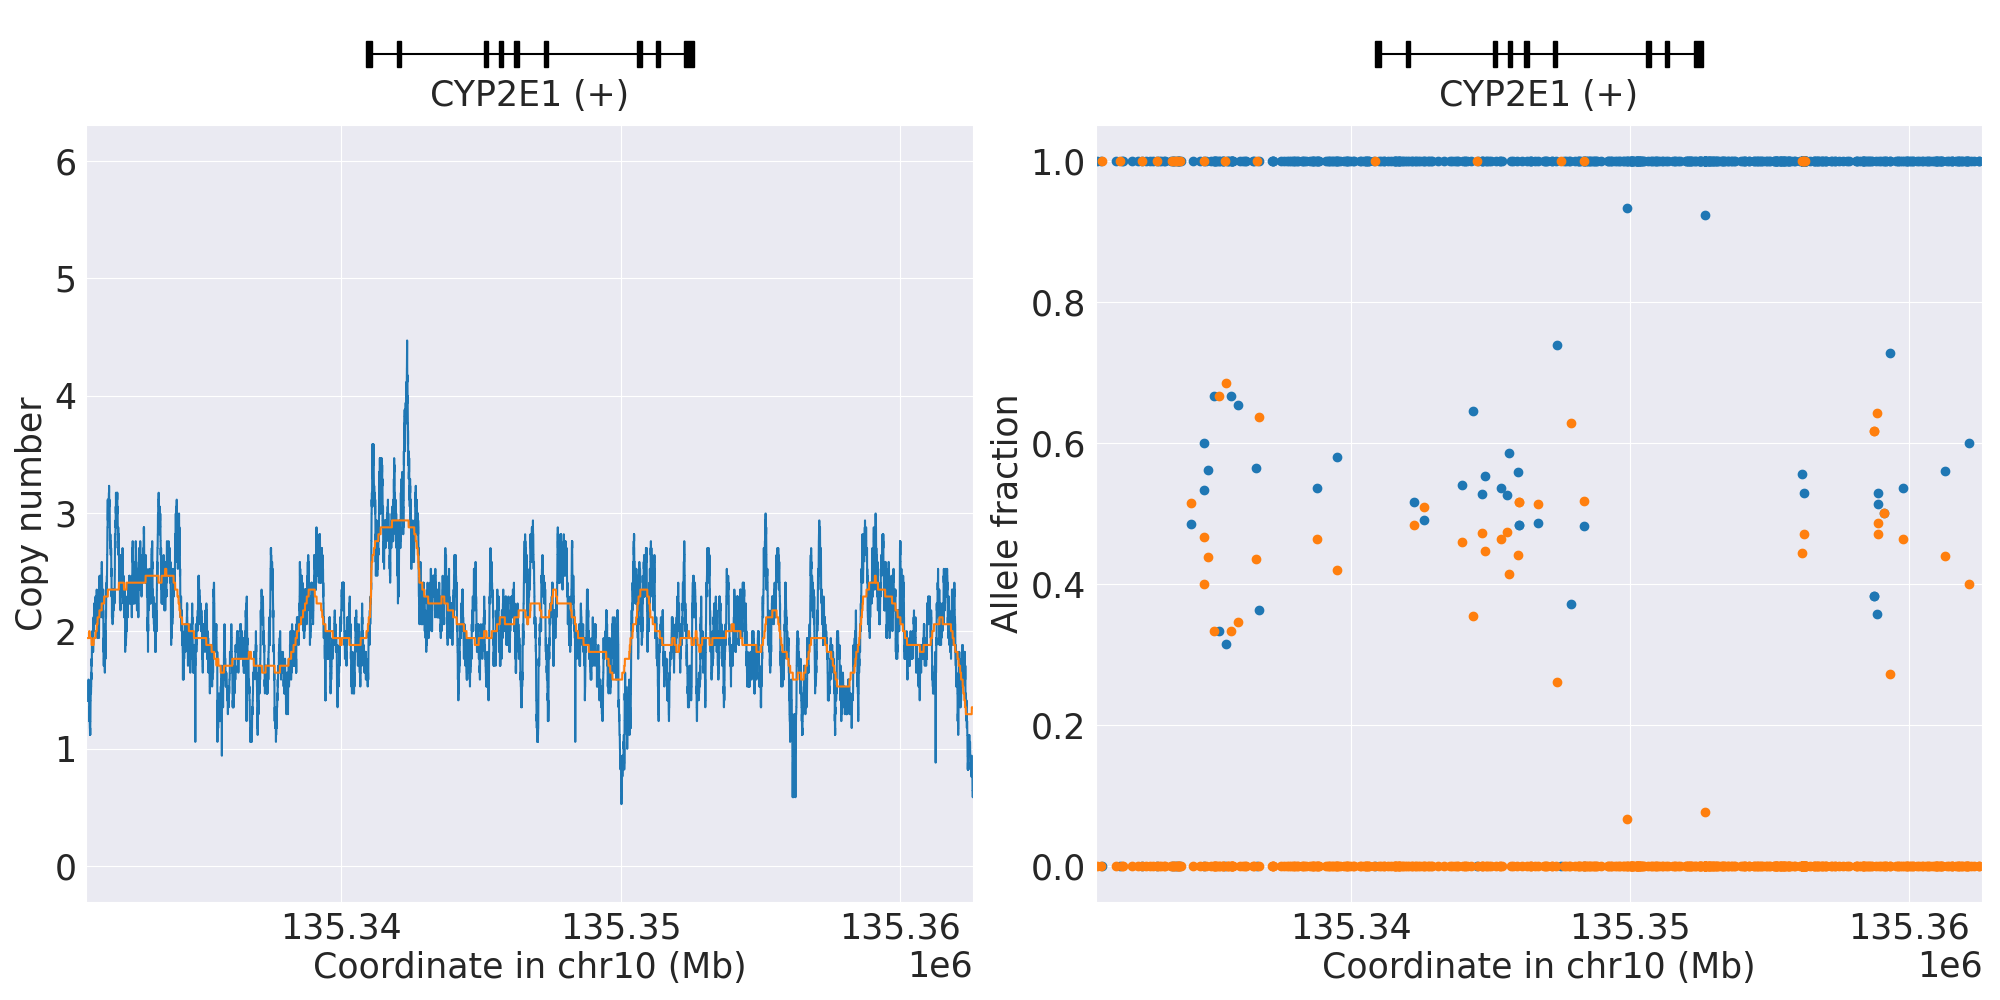 CYP2E1 (+)
6
5
4
3
2
1
0
Copy number
135.34 135.35 135.36
Coordinate in chr10 (Mb)
1e6
CYP2E1 (+)
1.0
0.8
0.6
0.4
0.2
0.0
Allele fraction
135.34 135.35 135.36
Coordinate in chr10 (Mb)
1e6